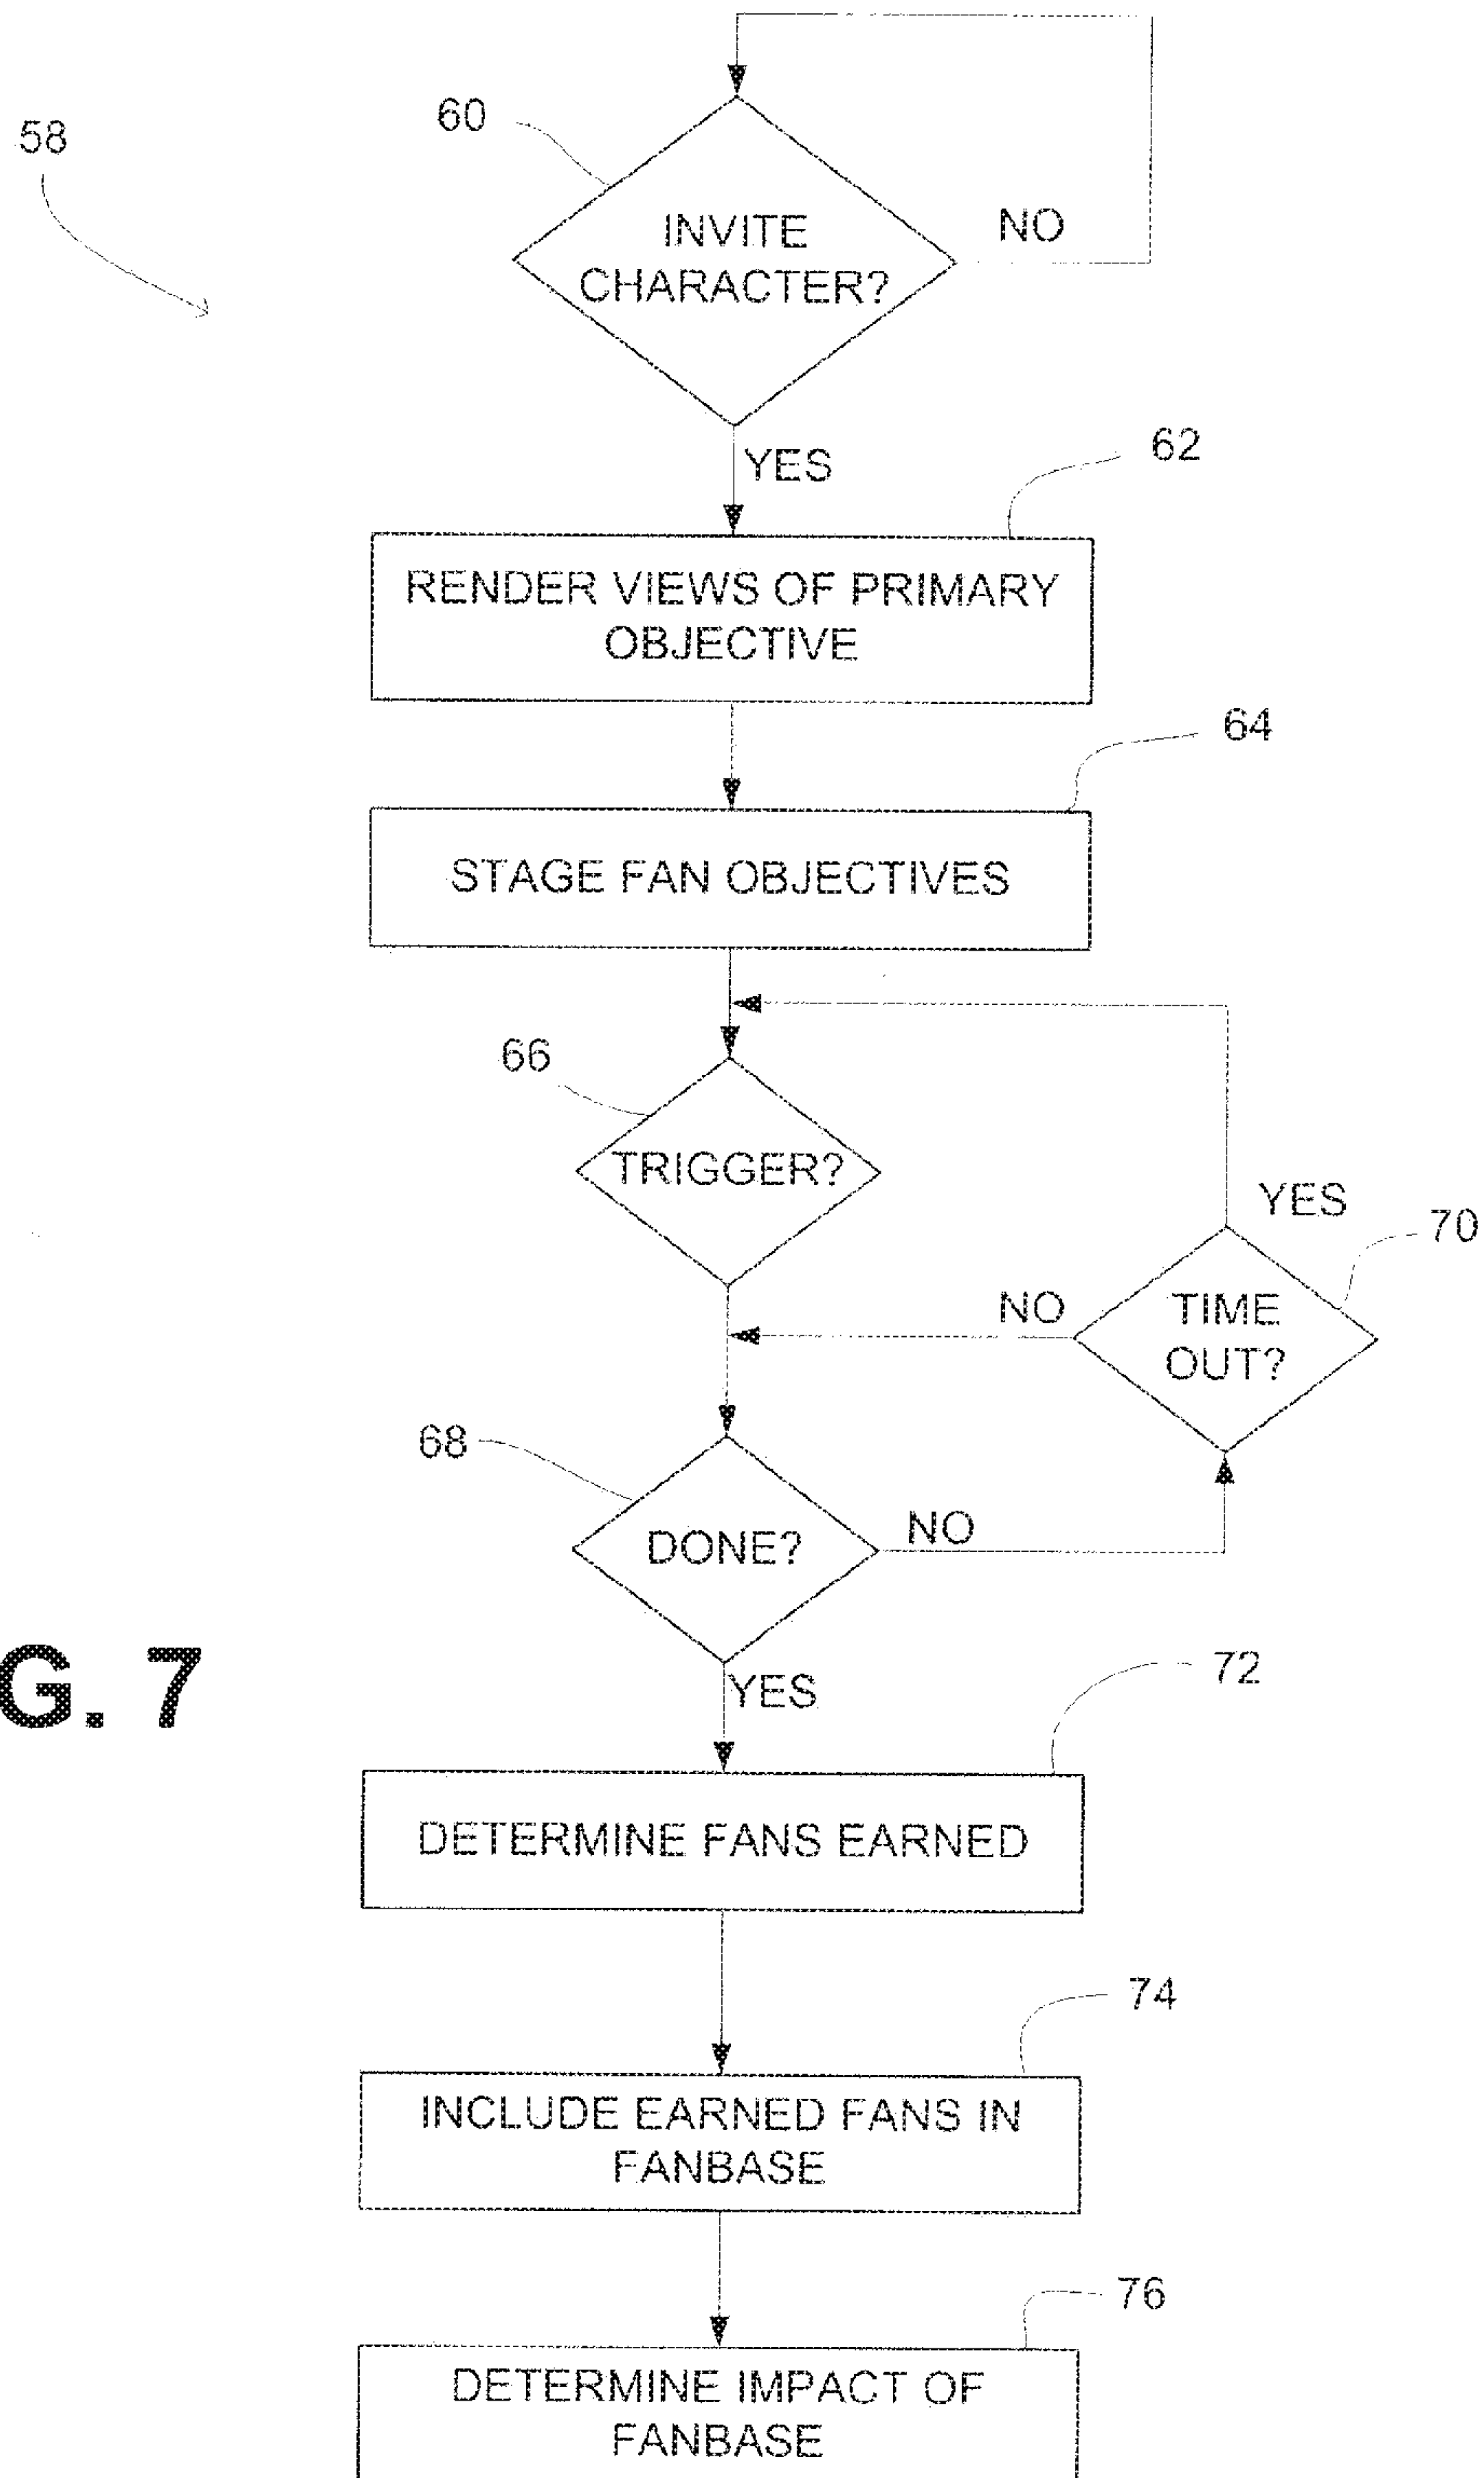 58
60
INVITE
CHARACTER?
NO
YES
62
RENDER VIEWS OF PRIMARY
OBJECTIVE
64
STAGE FAN OBJECTIVES
66
TRIGGER?
YES
70
NO
TIME
OUT?
68
DONE?
NO
YES
G. 7
72
DETERMINE FANS EARNED
74
INCLUDE EARNED FANS IN
FANBASE
76
DETERMINE IMPACT OF
FANBASE